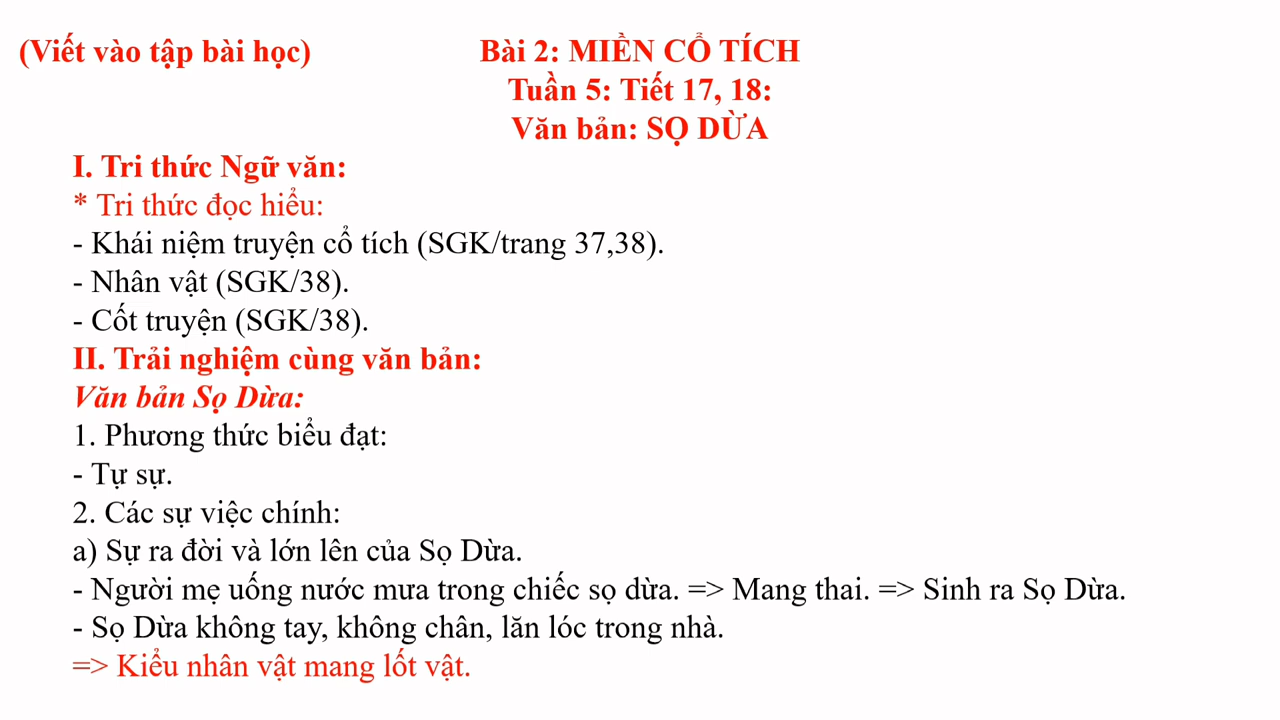 (Viết vào tập bài học)
Bài 2: MIỀN CỔ TÍCH
Tuần 5: Tiết 17, 18:
Văn bản: SỌ DỪA
I. Tri thức Ngữ văn:
* Tri thức đọc hiểu:
- Khái niệm truyện cổ tích (SGK/trang 37,38).
- Nhân vật (SGK/38).
- Cốt truyện (SGK/38).
II. Trải nghiệm cùng văn bản:
Văn bản Sọ Dừa:
1. Phương thức biểu đạt:
- Tự sự.
2. Các sự việc chính:
a) Sự ra đời và lớn lên của Sọ Dừa.
- Người mẹ uống nước mưa trong chiếc sọ dừa. => Mang thai. => Sinh ra Sọ Dừa.
- Sọ Dừa không tay, không chân, lăn lóc trong nhà.
=> Kiểu nhân vật mang lốt vật.